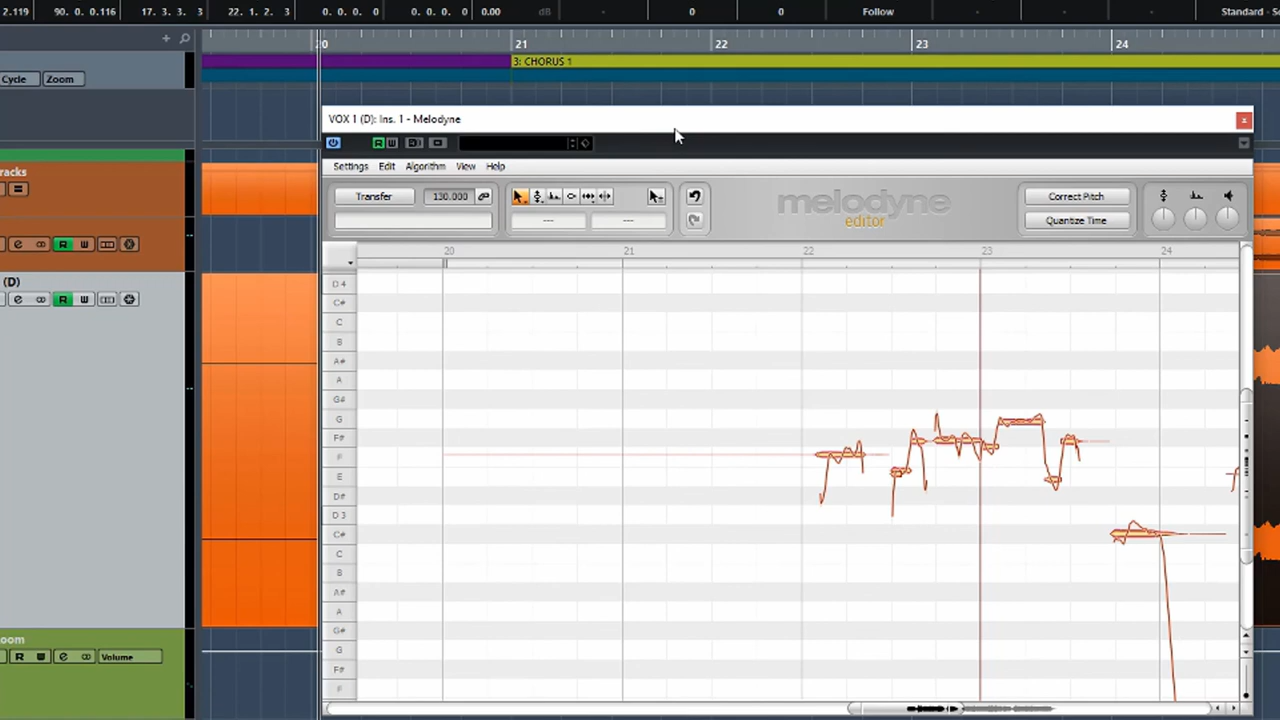 2.119 90. 0. 0.116 17. 3. 3. 3 22. 1. 2. 3 0. 0. 0. 0 0. 0. 0. 0 0.00 dB - 0 0 Follow - - - Standard - S
20 21 22 23 24
3: CHORUS 1
Cycle Zoom
VOX 1 (D): Ins. 1 - Melodyne
R W
Settings Edit Algorithm View Help
racks
Transfer 130.000 Correct Pitch
melodyne
editor
--- --- Quantize Time
e R W
20 21 22 23 24
(D)
e R W
D 4
C#
C
B
A#
A
G#
G
F#
F
E
D#
D 3
C#
C
B
A#
A
G#
G
F#
F
oom
R W e Volume